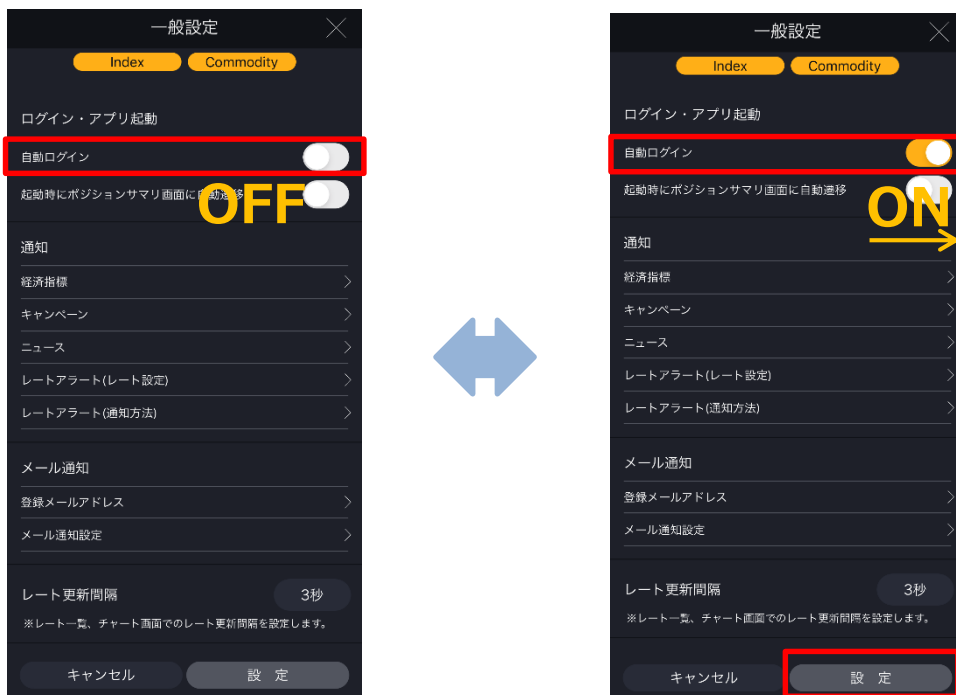 一般設定
Index Commodity
ログイン・アプリ起動
自動ログイン
起動時にポジションサマリ画面に自動遷移
OFF
通知
経済指標
キャンペーン
ニュース
レートアラート(レート設定)
レートアラート(通知方法)
メール通知
登録メールアドレス
メール通知設定
レート更新間隔 3秒
※レート一覧、チャート画面でのレート更新間隔を設定します。
キャンセル 設 定
一般設定
Index Commodity
ログイン・アプリ起動
自動ログイン
起動時にポジションサマリ画面に自動遷移
ON
通知
経済指標
キャンペーン
ニュース
レートアラート(レート設定)
レートアラート(通知方法)
メール通知
登録メールアドレス
メール通知設定
レート更新間隔 3秒
※レート一覧、チャート画面でのレート更新間隔を設定します。
キャンセル 設 定